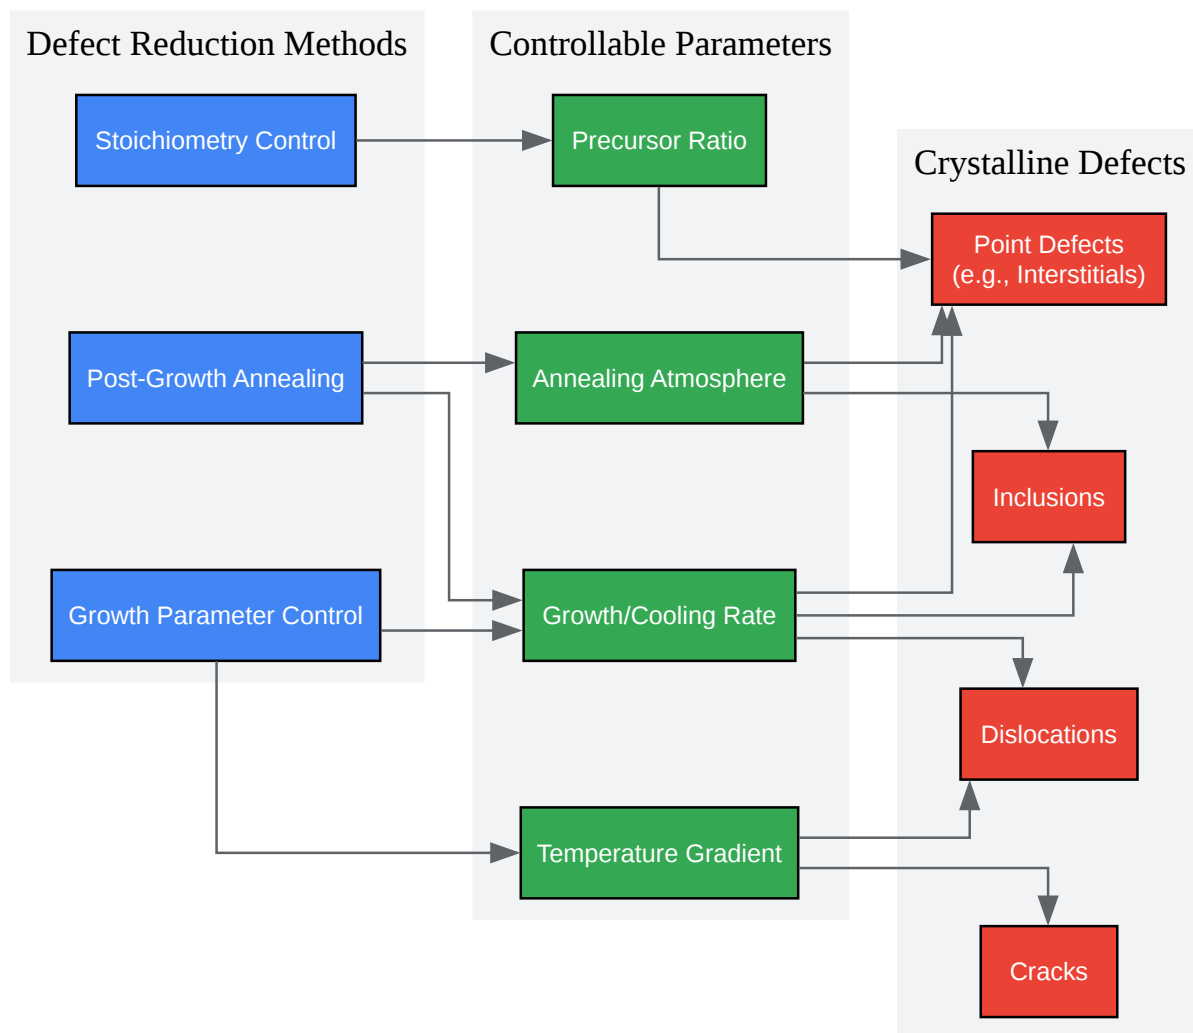 Defect Reduction Methods
Stoichiometry Control
Post-Growth Annealing
Growth Parameter Control
Controllable Parameters
Precursor Ratio
Annealing Atmosphere
Growth/Cooling Rate
Temperature Gradient
Crystalline Defects
Point Defects
(e.g., Interstitials)
Inclusions
Dislocations
Cracks